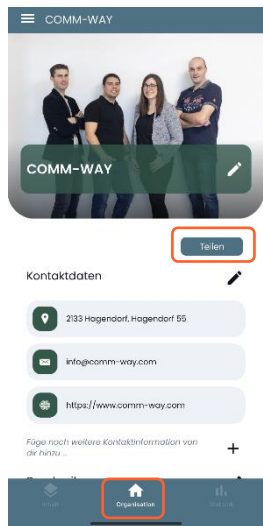 COMM-WAY
COMM-WAY
Teilen
Kontaktdaten
2133 Hagendorf, Hagendorf 55
info@comm-way.com
https://www.comm-way.com
Füge noch weitere Kontaktinformation von
dir hinzu ...
Organisation